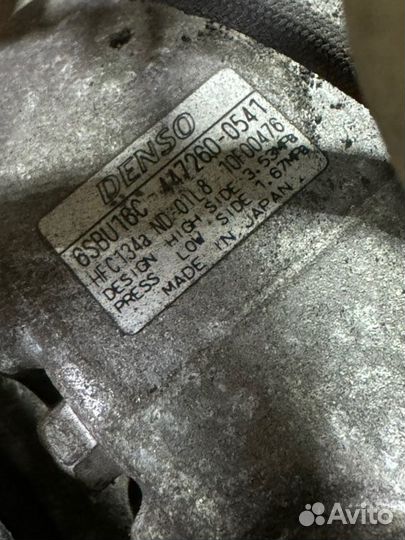 DENSO
6SBU16C 447260-0541
HFC134a ND-OIL8 10F00476
DESIGN HIGH SIDE 3.53MPa
PRESS LOW SIDE 1.67MPa
MADE IN JAPAN
Avito